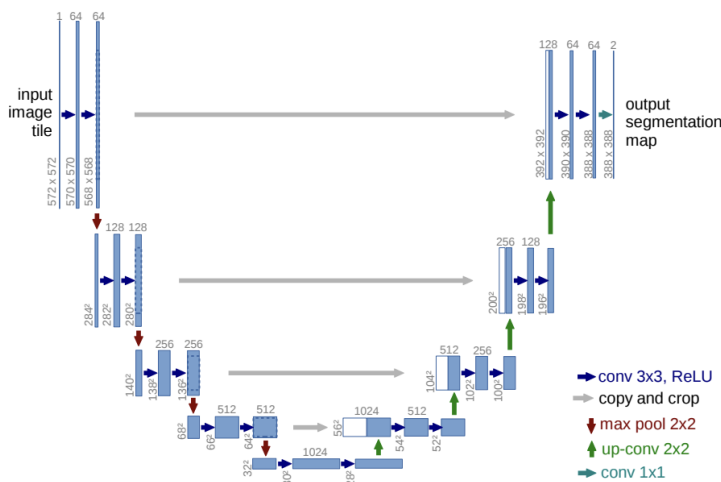 1 64 64
128 64 64 2
input
image
tile
output
segmentation
map
572 x 572
570 x 570
568 x 568
392 x 392
390 x 390
388 x 388
388 x 388
128 128
256 128
284²
282²
280²
200²
198²
196²
256 256
512 256
140²
138²
136²
104²
102²
100²
512 512
1024 512
68²
66²
64²
56²
54²
52²
1024
32²
conv 3x3, ReLU
copy and crop
max pool 2x2
up-conv 2x2
conv 1x1